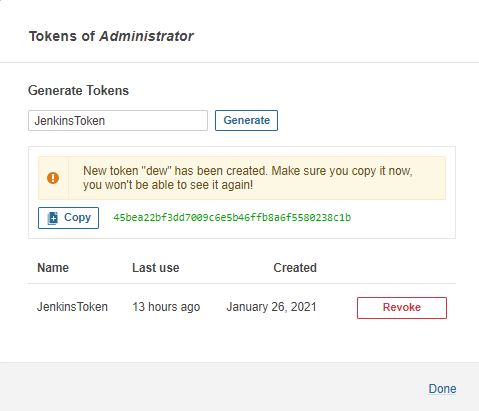 Tokens of Administrator
Generate Tokens
JenkinsToken Generate
New token "dew" has been created. Make sure you copy it now,
you won't be able to see it again!
Copy 45bea22bf3dd7009c6e5b46ffb8a6f5580238c1b
Name Last use Created
JenkinsToken 13 hours ago January 26, 2021 Revoke
Done